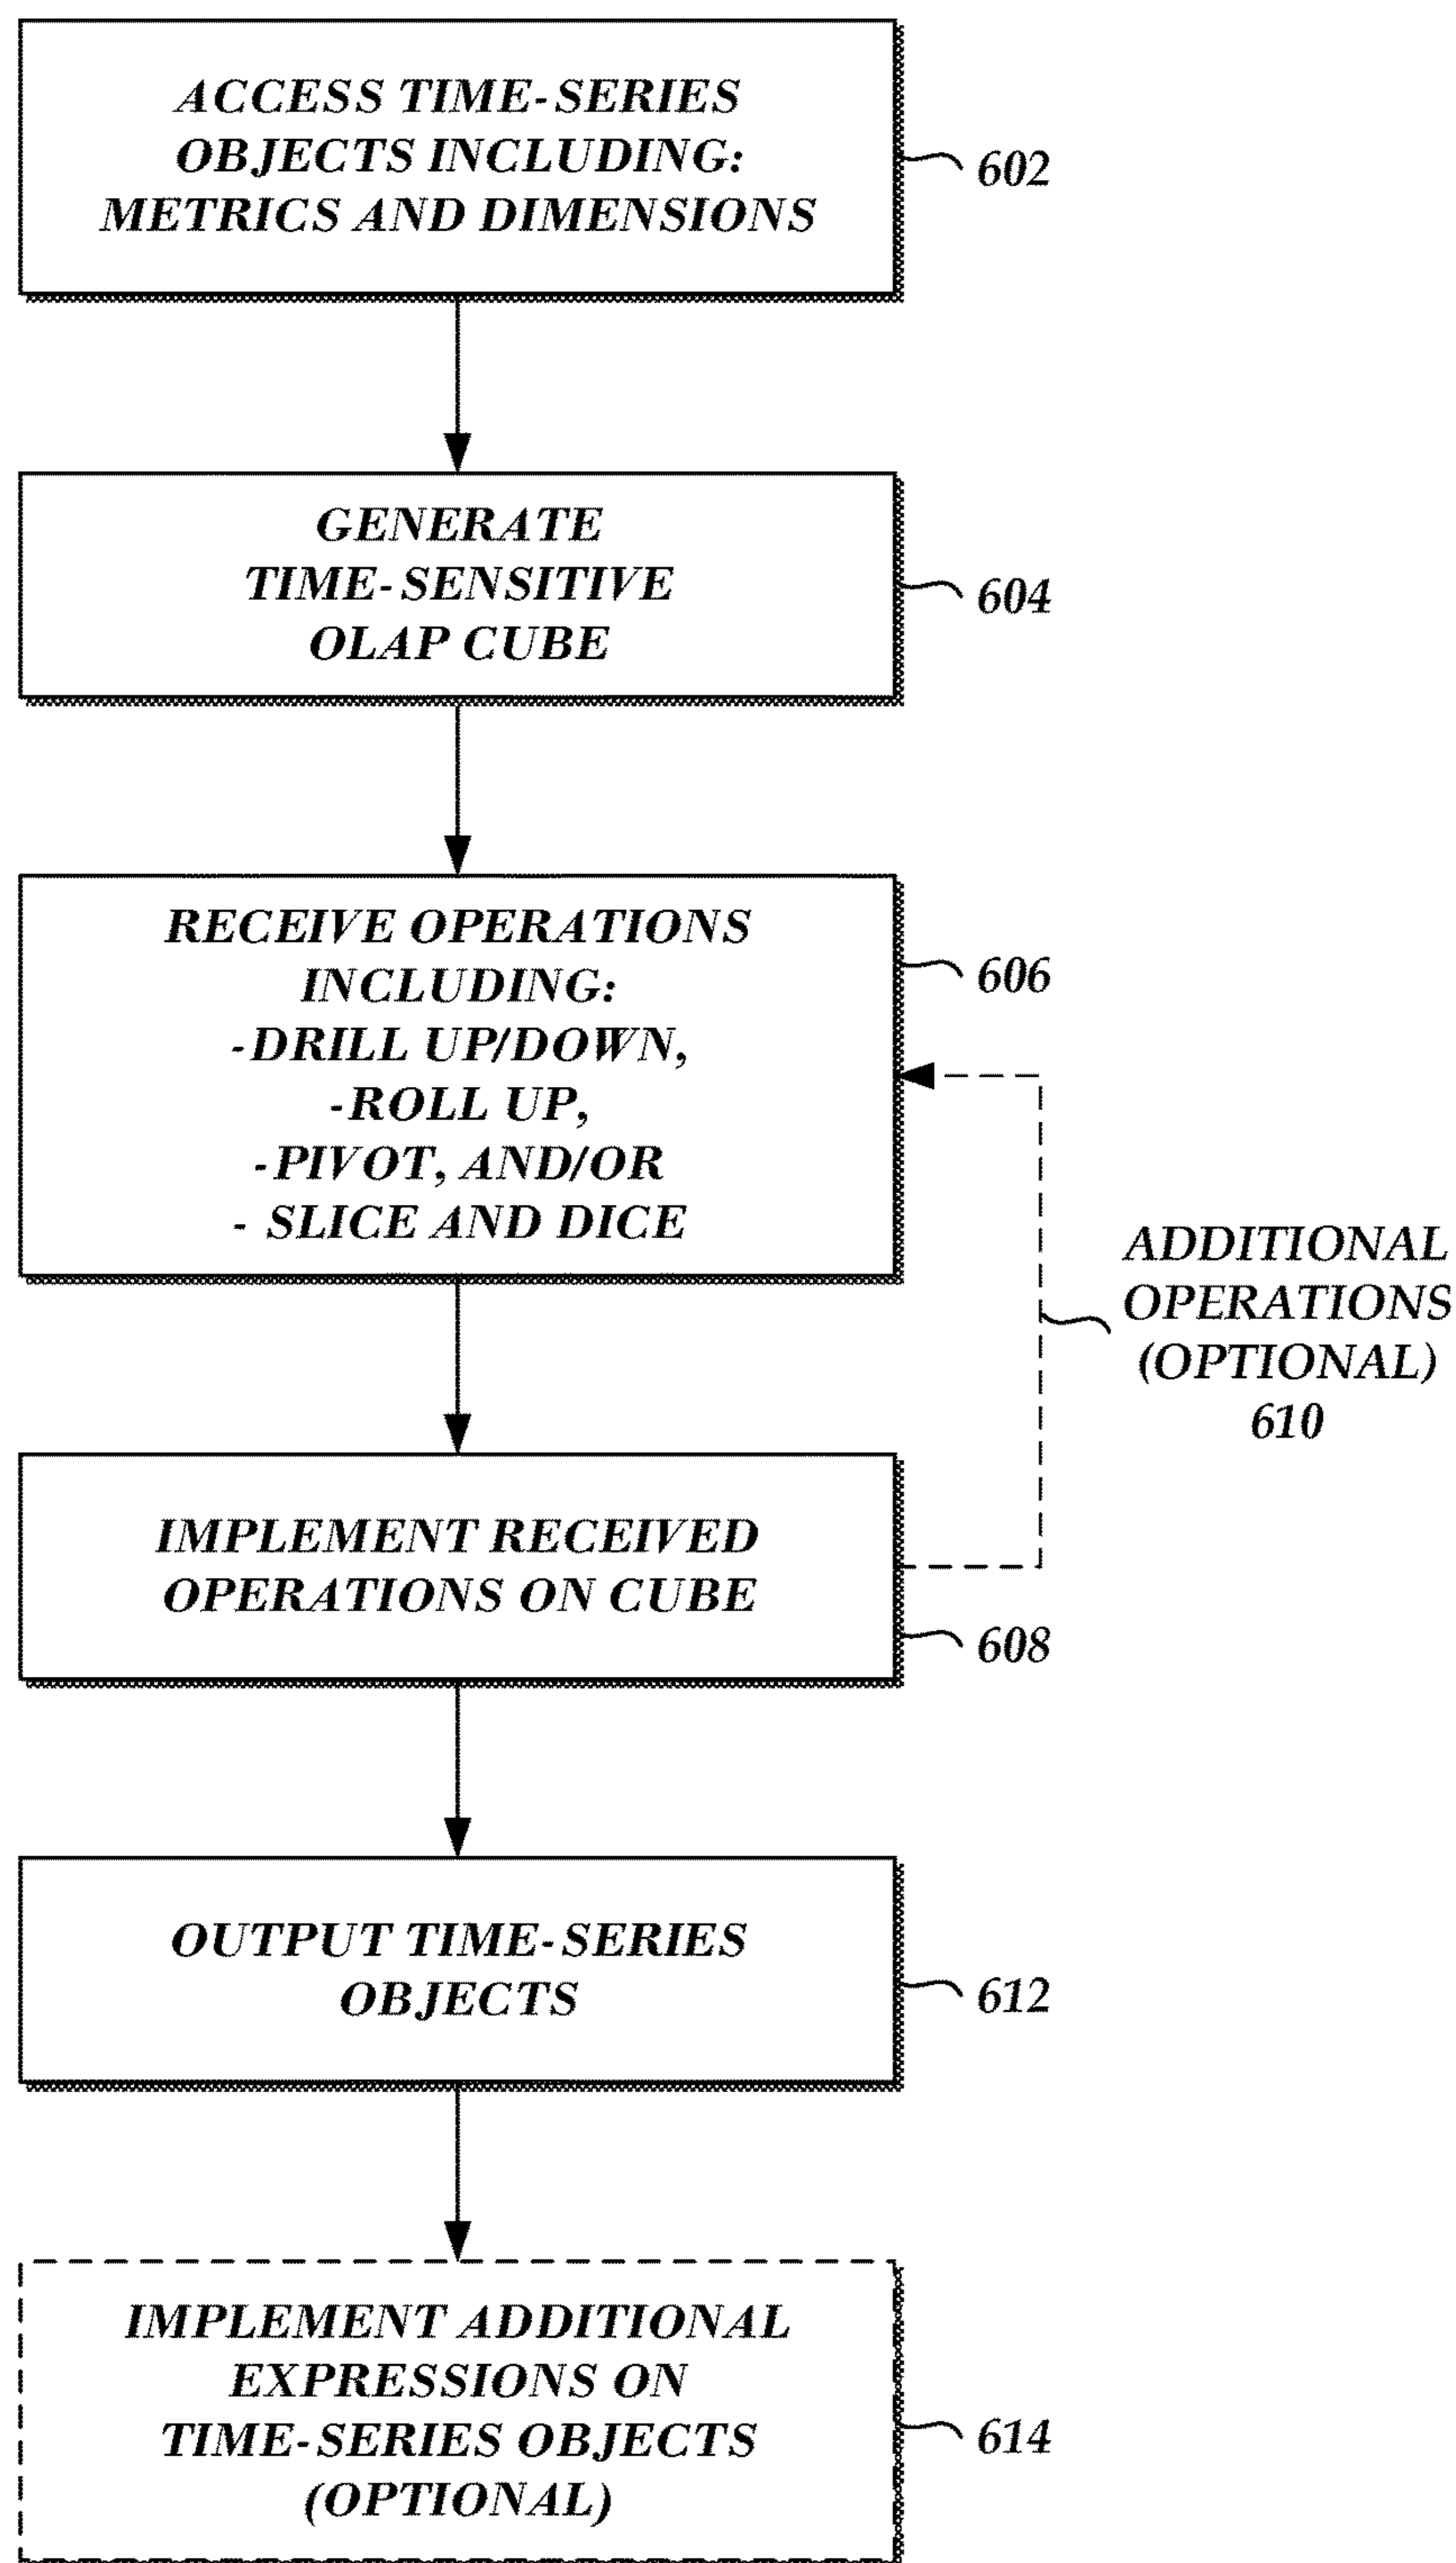 ACCESS TIME-SERIES
OBJECTS INCLUDING:
METRICS AND DIMENSIONS
602
GENERATE
TIME-SENSITIVE
OLAP CUBE
604
RECEIVE OPERATIONS
INCLUDING:
-DRILL UP/DOWN,
-ROLL UP,
-PIVOT, AND/OR
- SLICE AND DICE
606
ADDITIONAL
OPERATIONS
(OPTIONAL)
610
IMPLEMENT RECEIVED
OPERATIONS ON CUBE
608
OUTPUT TIME-SERIES
OBJECTS
612
IMPLEMENT ADDITIONAL
EXPRESSIONS ON
TIME-SERIES OBJECTS
(OPTIONAL)
614